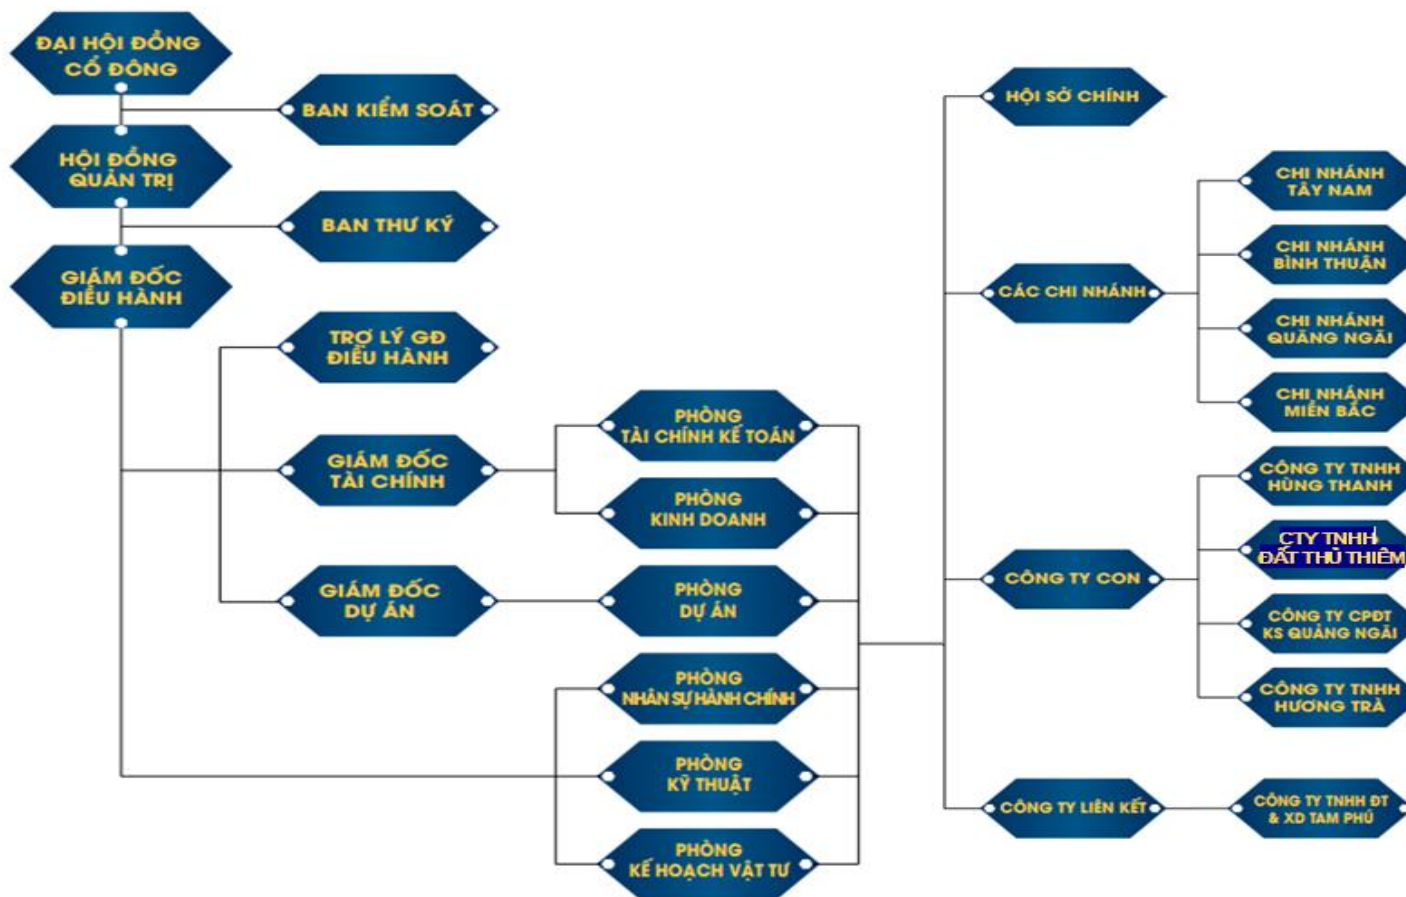 ĐẠI HỘI ĐỒNG
CỔ ĐÔNG
BAN KIỂM SOÁT
HỘI ĐỒNG
QUẢN TRỊ
BAN THƯ KÝ
GIÁM ĐỐC
ĐIỀU HÀNH
TRỢ LÝ GĐ
ĐIỀU HÀNH
GIÁM ĐỐC
TÀI CHÍNH
GIÁM ĐỐC
DỰ ÁN
PHÒNG
TÀI CHÍNH KẾ TOÁN
PHÒNG
KINH DOANH
PHÒNG
DỰ ÁN
PHÒNG
NHÂN SỰ HÀNH CHÍNH
PHÒNG
KỸ THUẬT
PHÒNG
KẾ HOẠCH VẬT TƯ
HỘI SỞ CHÍNH
CÁC CHI NHÁNH
CHI NHÁNH
TÂY NAM
CHI NHÁNH
BÌNH THUẬN
CHI NHÁNH
QUÃNG NGÃI
CHI NHÁNH
MIỀN BẮC
CÔNG TY CON
CÔNG TY TNHH
HÙNG THANH
CTY TNHH
ĐẤT THỦ THIÊM
CÔNG TY CPĐT
KS QUẢNG NGÃI
CÔNG TY TNHH
HƯƠNG TRÀ
CÔNG TY LIÊN KẾT
CÔNG TY TNHH ĐT
& XD TAM PHÚ